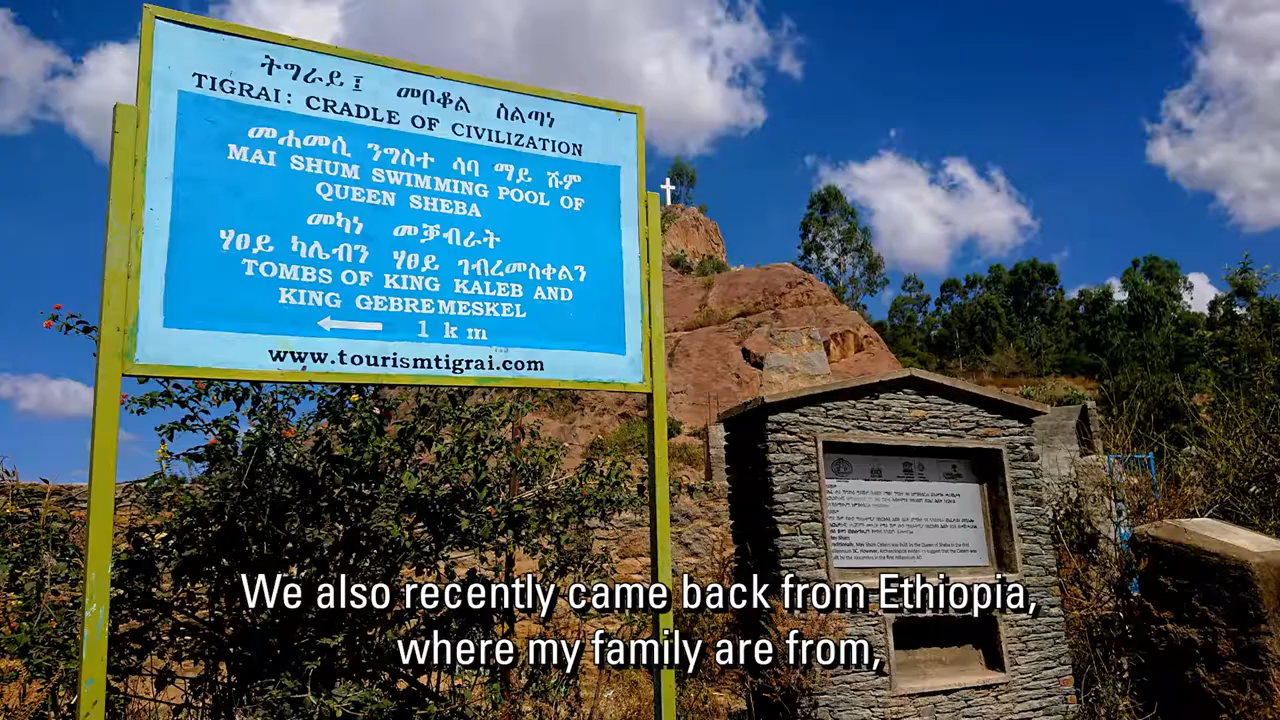 ትግራይ፤ መቦቆል ስልጣነ
TIGRAI: CRADLE OF CIVILIZATION
መሐመሲ ንግስተ ሳባ ማይ ሹም
MAI SHUM SWIMMING POOL OF
QUEEN SHEBA
መካነ መቓብራት
ሃፀይ ካሌብን ሃፀይ ገብረመስቀልን
TOMBS OF KING KALEB AND
KING GEBREMESKEL
1 km
www.tourismtigrai.com
We also recently came back from Ethiopia,
where my family are from,